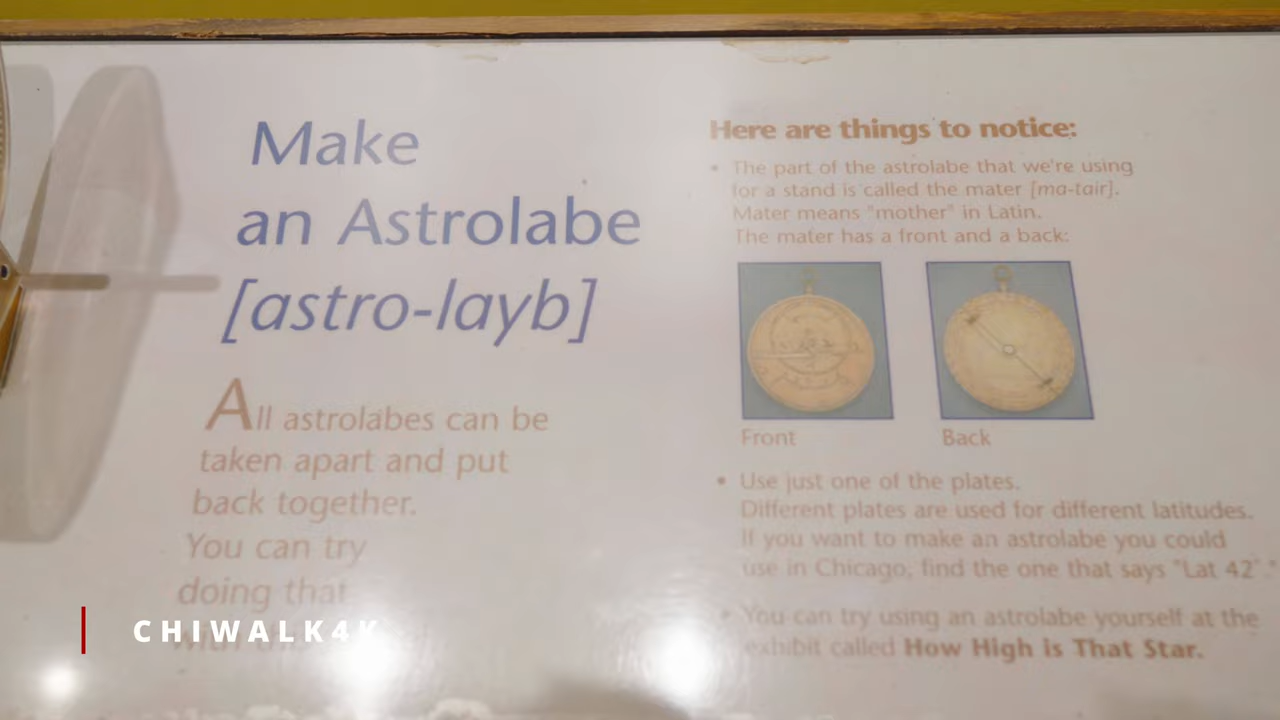 Make
an Astrolabe
[astro-layb]
All astrolabes can be
taken apart and put
back together.
You can try
doing that
with this
Here are things to notice:
• The part of the astrolabe that we're using
for a stand is called the mater [ma-tair].
Mater means "mother" in Latin.
The mater has a front and a back:
Front
Back
• Use just one of the plates.
Different plates are used for different latitudes.
If you want to make an astrolabe you could
use in Chicago, find the one that says "Lat 42°."
• You can try using an astrolabe yourself at the
exhibit called How High is That Star.
CHIWALK4K